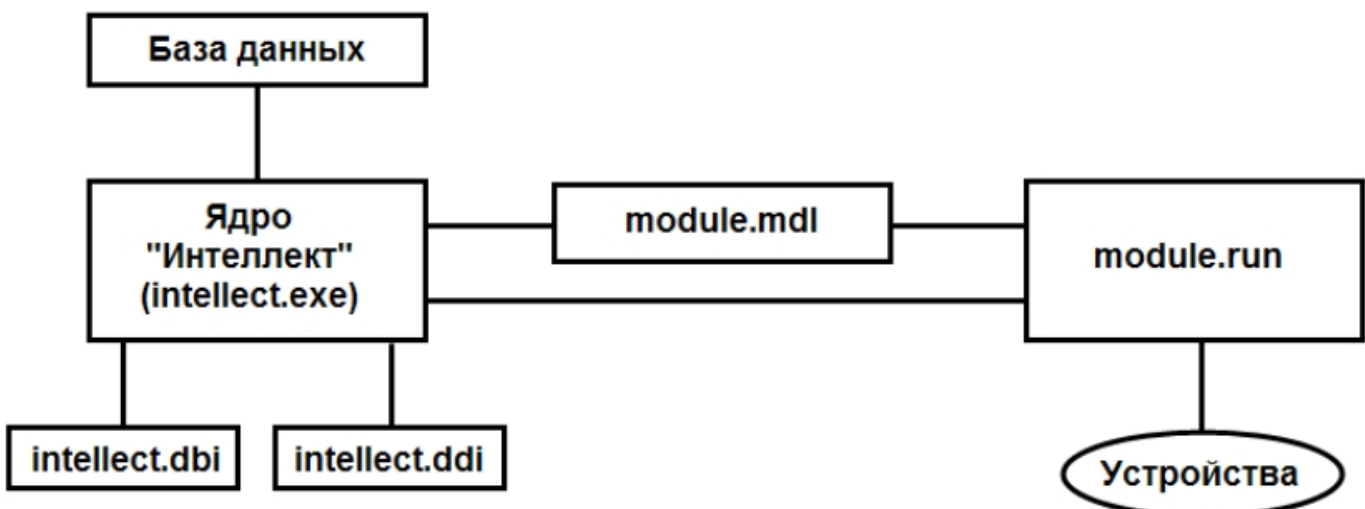 База данных
Ядро
"Интеллект"
(intellect.exe)
module.mdl
module.run
intellect.dbi
intellect.ddi
Устройства